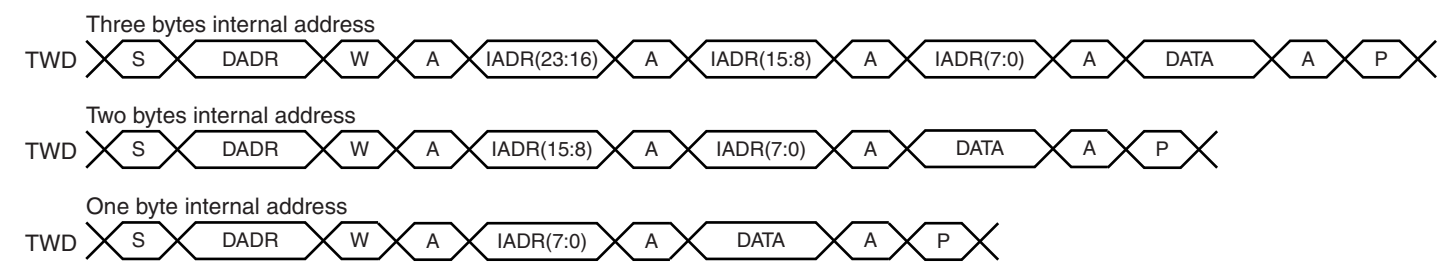 Three bytes internal address
TWD S DADR W A IADR(23:16) A IADR(15:8) A IADR(7:0) A DATA A P
Two bytes internal address
TWD S DADR W A IADR(15:8) A IADR(7:0) A DATA A P
One byte internal address
TWD S DADR W A IADR(7:0) A DATA A P